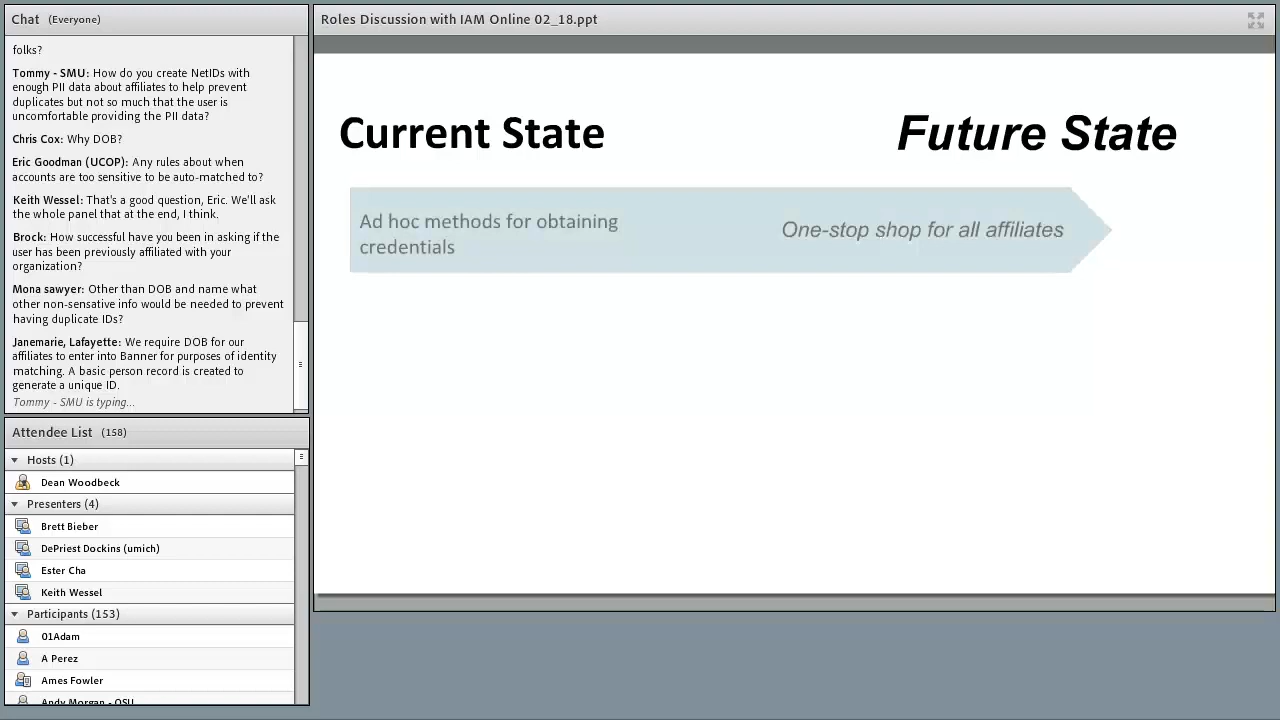 Chat (Everyone)
folks?
Tommy - SMU: How do you create NetIDs with
enough PII data about affiliates to help prevent
duplicates but not so much that the user is
uncomfortable providing the PII data?
Chris Cox: Why DOB?
Eric Goodman (UCOP): Any rules about when
accounts are too sensitive to be auto-matched to?
Keith Wessel: That's a good question, Eric. We'll ask
the whole panel that at the end, I think.
Brock: How successful have you been in asking if the
user has been previously affiliated with your
organization?
Mona sawyer: Other than DOB and name what
other non-sensative info would be needed to prevent
having duplicate IDs?
Janemarie, Lafayette: We require DOB for our
affiliates to enter into Banner for purposes of identity
matching. A basic person record is created to
generate a unique ID.
Tommy - SMU is typing...
Attendee List (158)
Hosts (1)
Dean Woodbeck
Presenters (4)
Brett Bieber
DePriest Dockins (umich)
Ester Cha
Keith Wessel
Participants (153)
01Adam
A Perez
Ames Fowler
Andy Morgan - OSU
Roles Discussion with IAM Online 02_18.ppt
Current State
Future State
Ad hoc methods for obtaining
credentials
One-stop shop for all affiliates